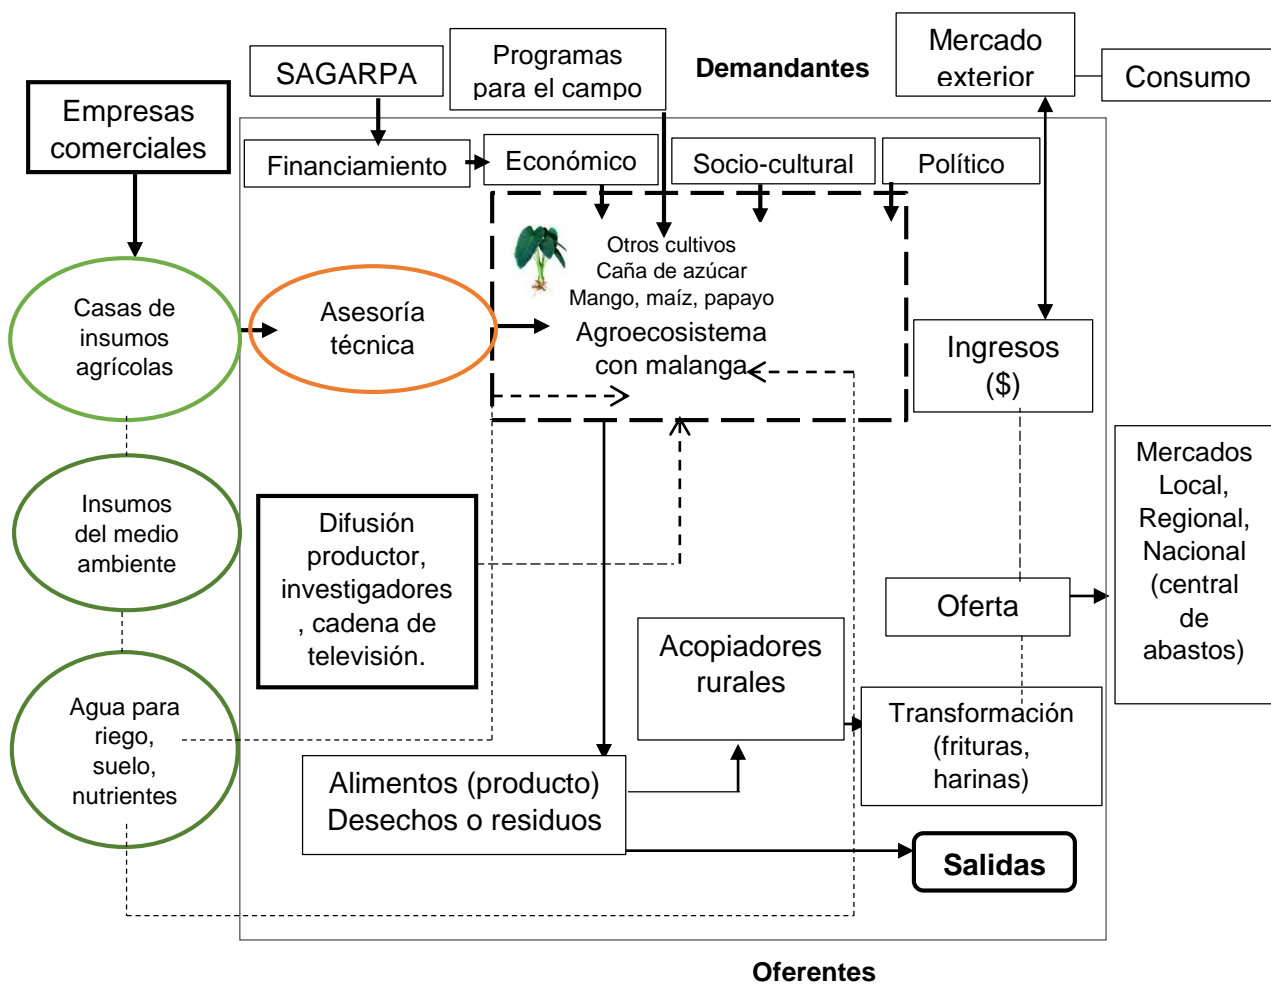 SAGARPA
Programas
para el campo
Demandantes
Mercado
exterior
Consumo
Empresas
comerciales
Financiamiento
Económico
Socio-cultural
Político
Otros cultivos
Caña de azúcar
Mango, maíz, papayo
Agroecosistema
con malanga
Casas de
insumos
agrícolas
Asesoría
técnica
Ingresos
($)
Mercados
Local,
Regional,
Nacional
(central
de
abastos)
Insumos
del medio
ambiente
Difusión
productor,
investigadores
, cadena de
televisión.
Oferta
Acopiadores
rurales
Agua para
riego,
suelo,
nutrientes
Transformación
(frituras,
harinas)
Alimentos (producto)
Desechos o residuos
Salidas
Oferentes